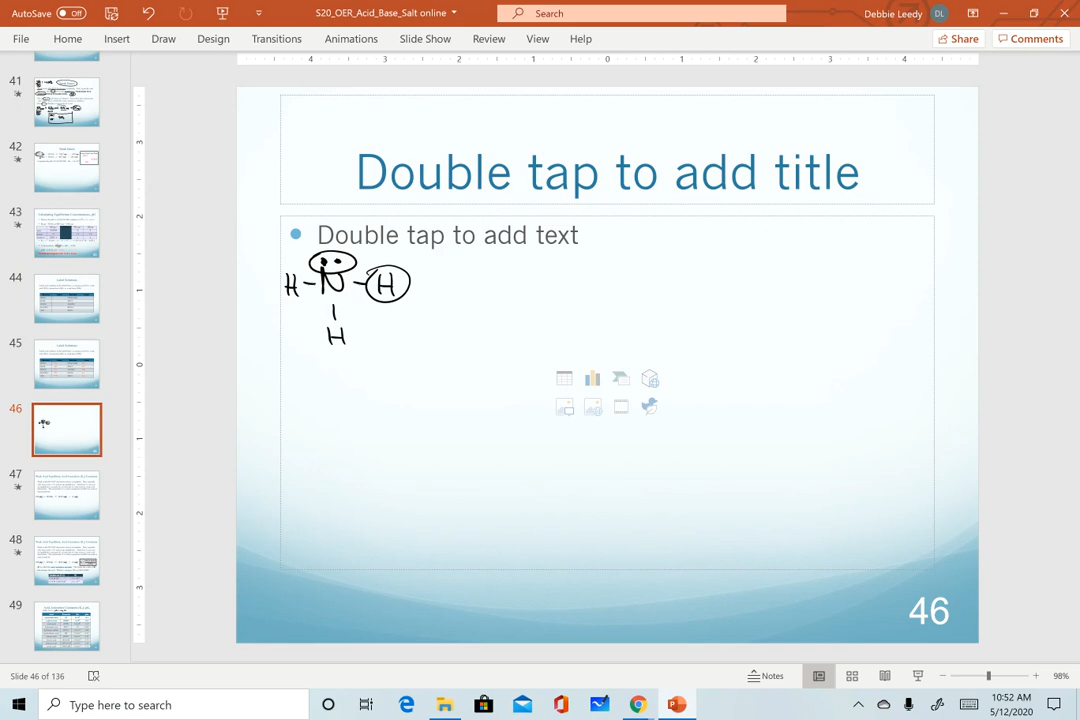 AutoSave Off S20_OER_Acid_Base_Salt online Search Debbie Leedy DL
File Home Insert Draw Design Transitions Animations Slide Show Review View Help Share Comments
41
42
43
44
45
46
47
48
49
Double tap to add title
Double tap to add text
H - N - H
H
46
Slide 46 of 136 Notes 98%
Type here to search 10:52 AM
5/12/2020